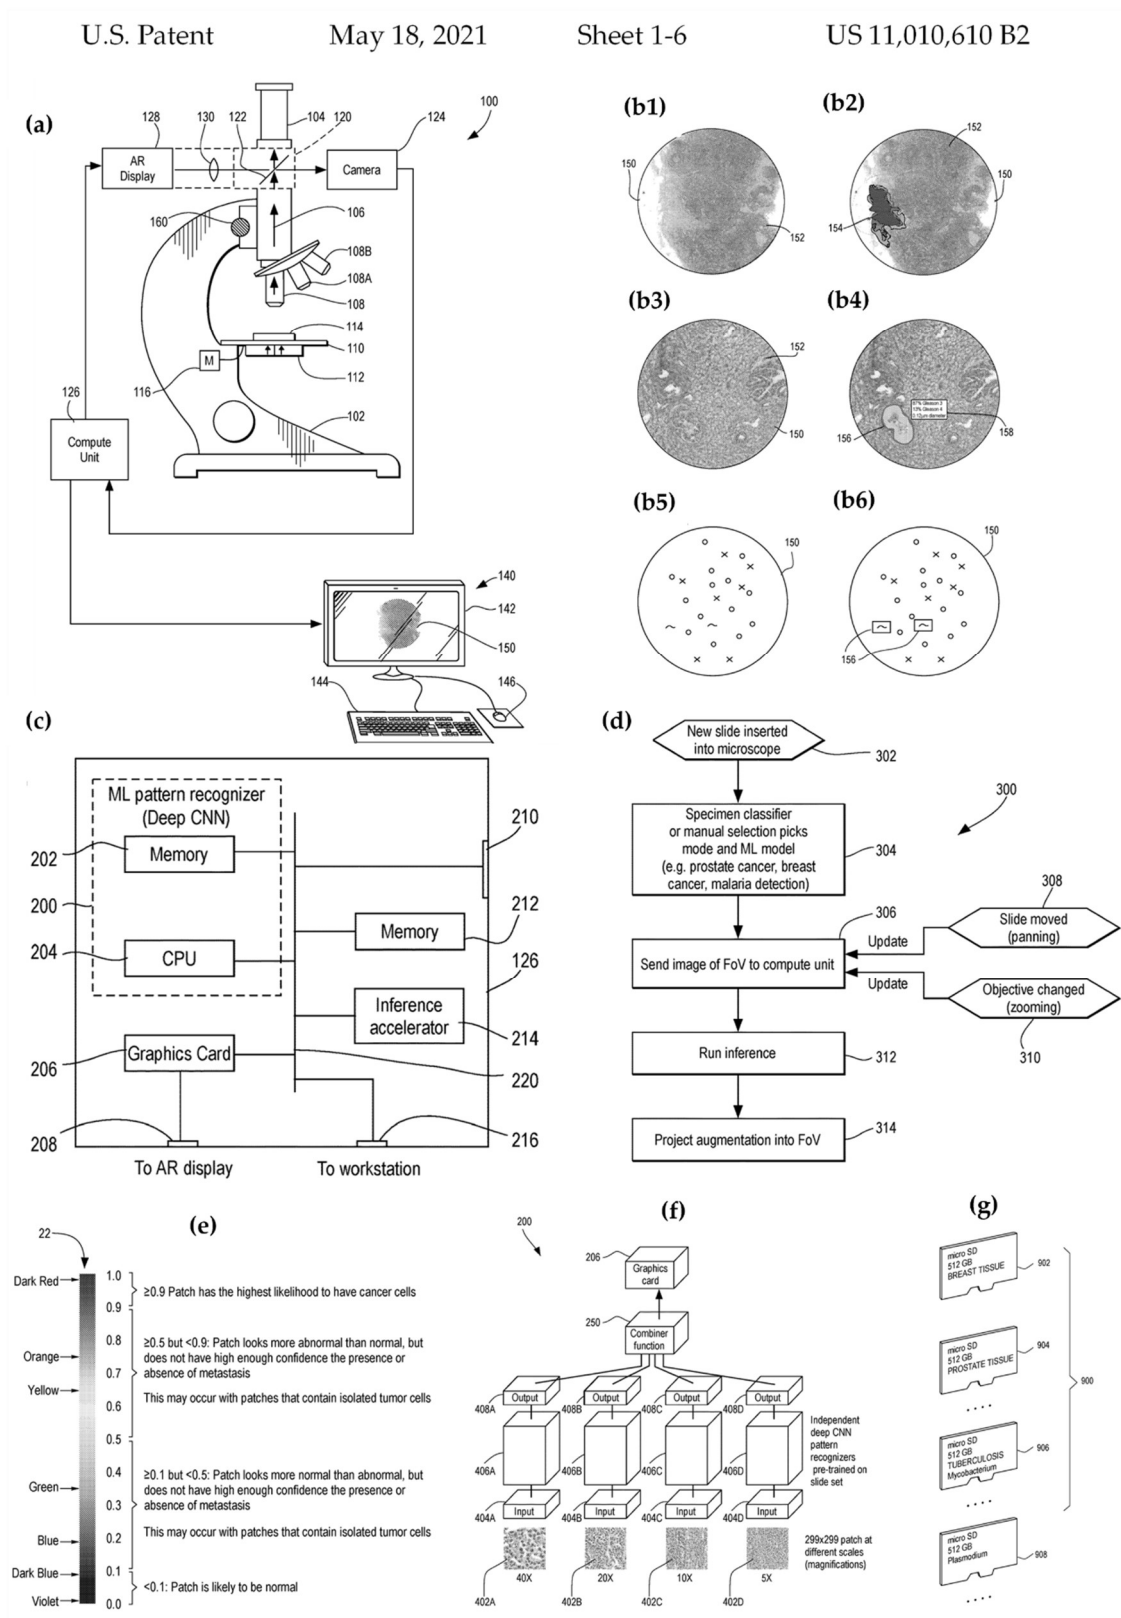 U.S. Patent May 18, 2021 Sheet 1-6 US 11,010,610 B2
(a)
100
128
130
122
104
120
124
AR
Display
Camera
160
106
108B
108A
108
114
110
M
116
112
126
102
Compute
Unit
140
142
150
144
146
(b1)
150
152
(b2)
152
150
154
(b3)
152
150
(b4)
87% Gleason 3
13% Gleason 4
156
158
(b5)
150
(b6)
150
156
(c)
ML pattern recognizer
(Deep CNN)
202
Memory
210
200
212
Memory
204
CPU
126
Inference
accelerator
214
206
Graphics Card
220
208
216
To AR display
To workstation
(d)
New slide inserted
into microscope
302
300
Specimen classifier
or manual selection picks
mode and ML model
(e.g. prostate cancer, breast
cancer, malaria detection)
304
308
306
Slide moved
(panning)
Update
Send image of FoV to compute unit
Update
Objective changed
(zooming)
310
Run inference
312
Project augmentation into FoV
314
(e)
22
Dark Red
Orange
Yellow
Green
Blue
Dark Blue
Violet
1.0
0.9
0.8
0.7
0.6
0.5
0.4
0.3
0.2
0.1
0.0
≥0.9 Patch has the highest likelihood to have cancer cells
≥0.5 but <0.9: Patch looks more abnormal than normal, but
does not have high enough confidence the presence or
absence of metastasis
This may occur with patches that contain isolated tumor cells
≥0.1 but <0.5: Patch looks more normal than abnormal, but
does not have high enough confidence the presence or
absence of metastasis
This may occur with patches that contain isolated tumor cells
<0.1: Patch is likely to be normal
(f)
200
206
Graphics
card
250
Combiner
function
Output Output Output Output
408A 408B 408C 408D
Independent
deep CNN
pattern
recognizers
pre-trained on
slide set
406A 406B 406C 406D
Input Input Input Input
404A 404B 404C 404D
299x299 patch at
different scales
(magnifications)
40X 20X 10X 5X
402A 402B 402C 402D
(g)
micro SD
512 GB
BREAST TISSUE
902
micro SD
512 GB
PROSTATE TISSUE
904
....
900
micro SD
512 GB
TUBERCULOSIS
Mycobacterium
906
....
micro SD
512 GB
Plasmodium
908
....